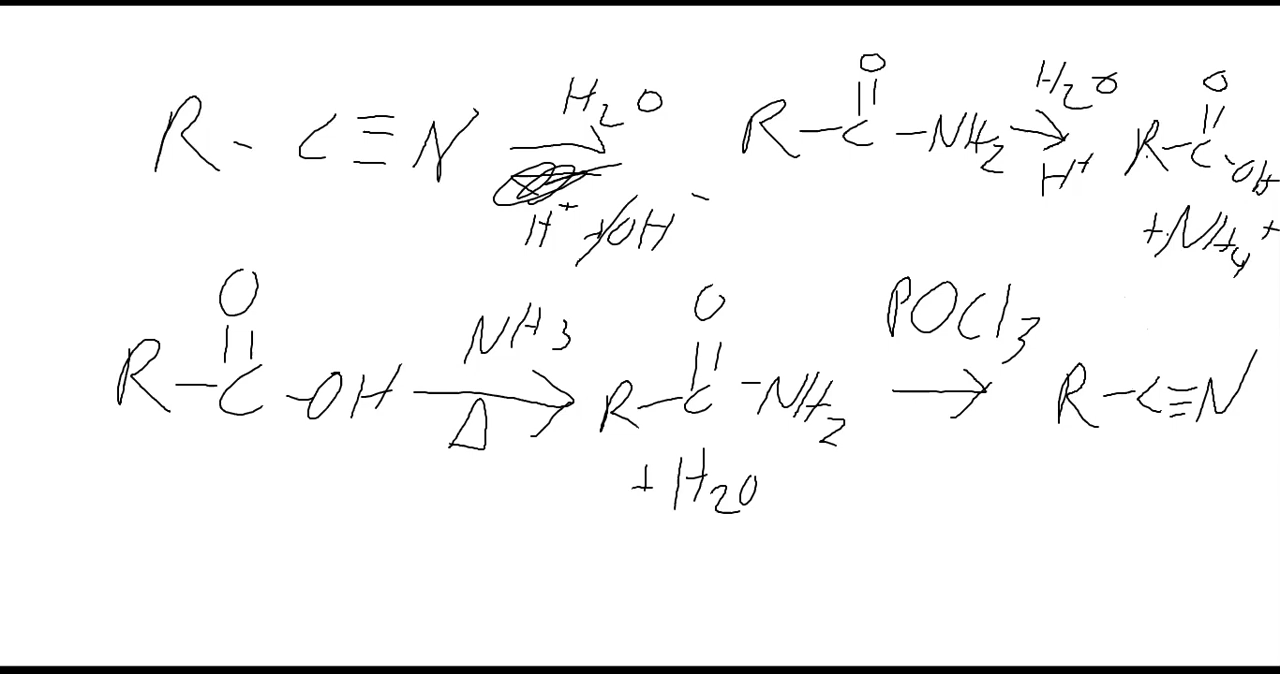 O O
H₂O || H₂O ||
R - C ≡ N → R - C - NH₂ → R - C - OH
H⁺/OH⁻ H⁺ + NH₄⁺
O O
|| NH₃ || POCl₃
R - C - OH → R - C - NH₂ → R - C ≡ N
Δ
+ H₂O